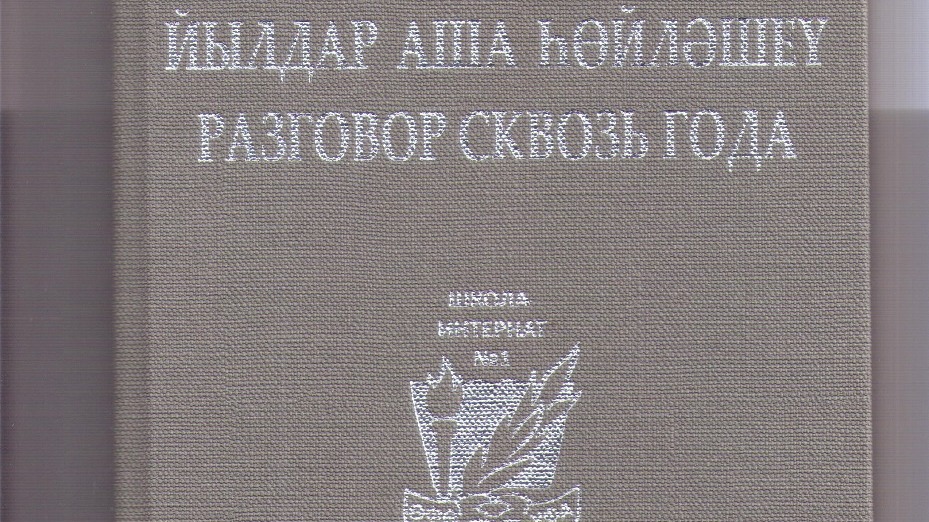 ЙЫЛДАР АША ҺӨЙЛӘШЕҮ
РАЗГОВОР СКВОЗЬ ГОДА
ШКОЛА
ИНТЕРНАТ
№1